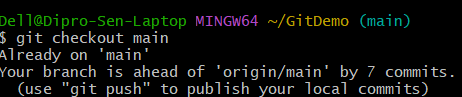 Dell@Dipro-Sen-Laptop MINGW64 ~/GitDemo (main)
$ git checkout main
Already on 'main'
Your branch is ahead of 'origin/main' by 7 commits.
  (use "git push" to publish your local commits)